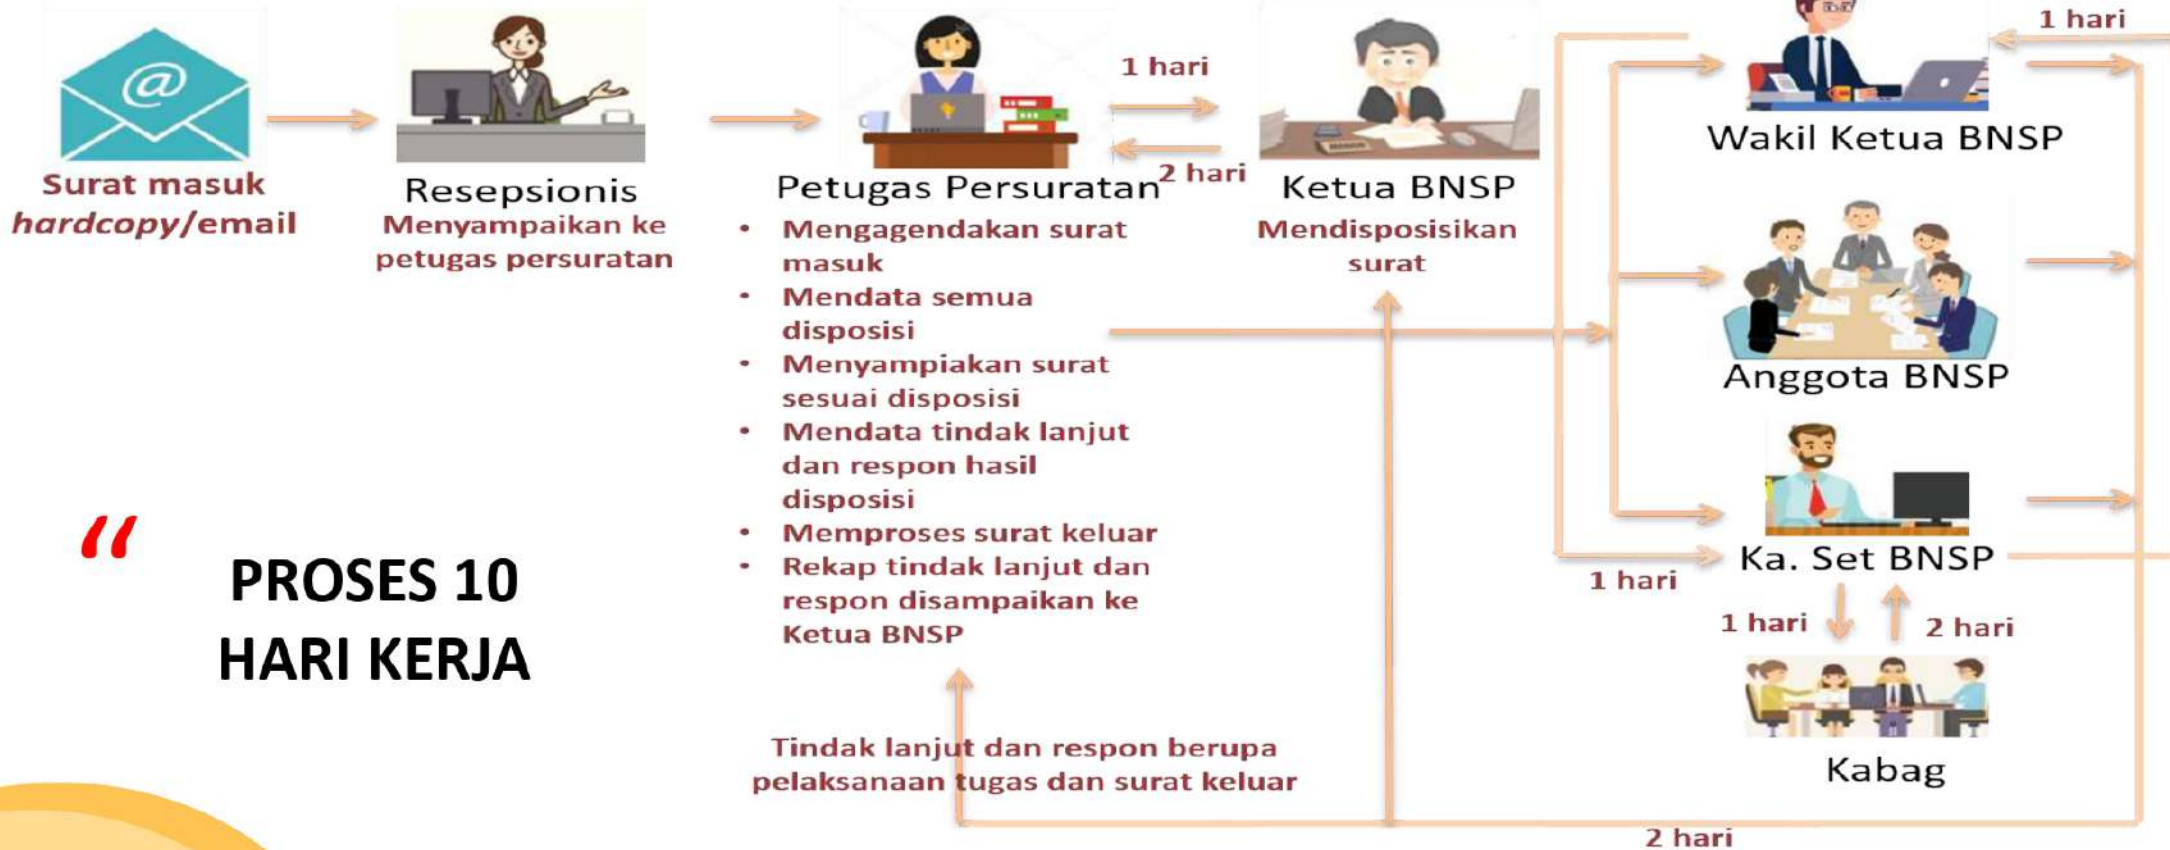 @
Surat masuk
hardcopy/email
Resepsionis
Menyampaikan ke
petugas persuratan
1 hari
2 hari
Petugas Persuratan
• Mengagendakan surat
masuk
• Mendata semua
disposisi
• Menyampiakan surat
sesuai disposisi
• Mendata tindak lanjut
dan respon hasil
disposisi
• Memproses surat keluar
• Rekap tindak lanjut dan
respon disampaikan ke
Ketua BNSP
Ketua BNSP
Mendisposisikan
surat
1 hari
Wakil Ketua BNSP
Anggota BNSP
Ka. Set BNSP
1 hari
1 hari
2 hari
Kabag
“
PROSES 10
HARI KERJA
Tindak lanjut dan respon berupa
pelaksanaan tugas dan surat keluar
2 hari